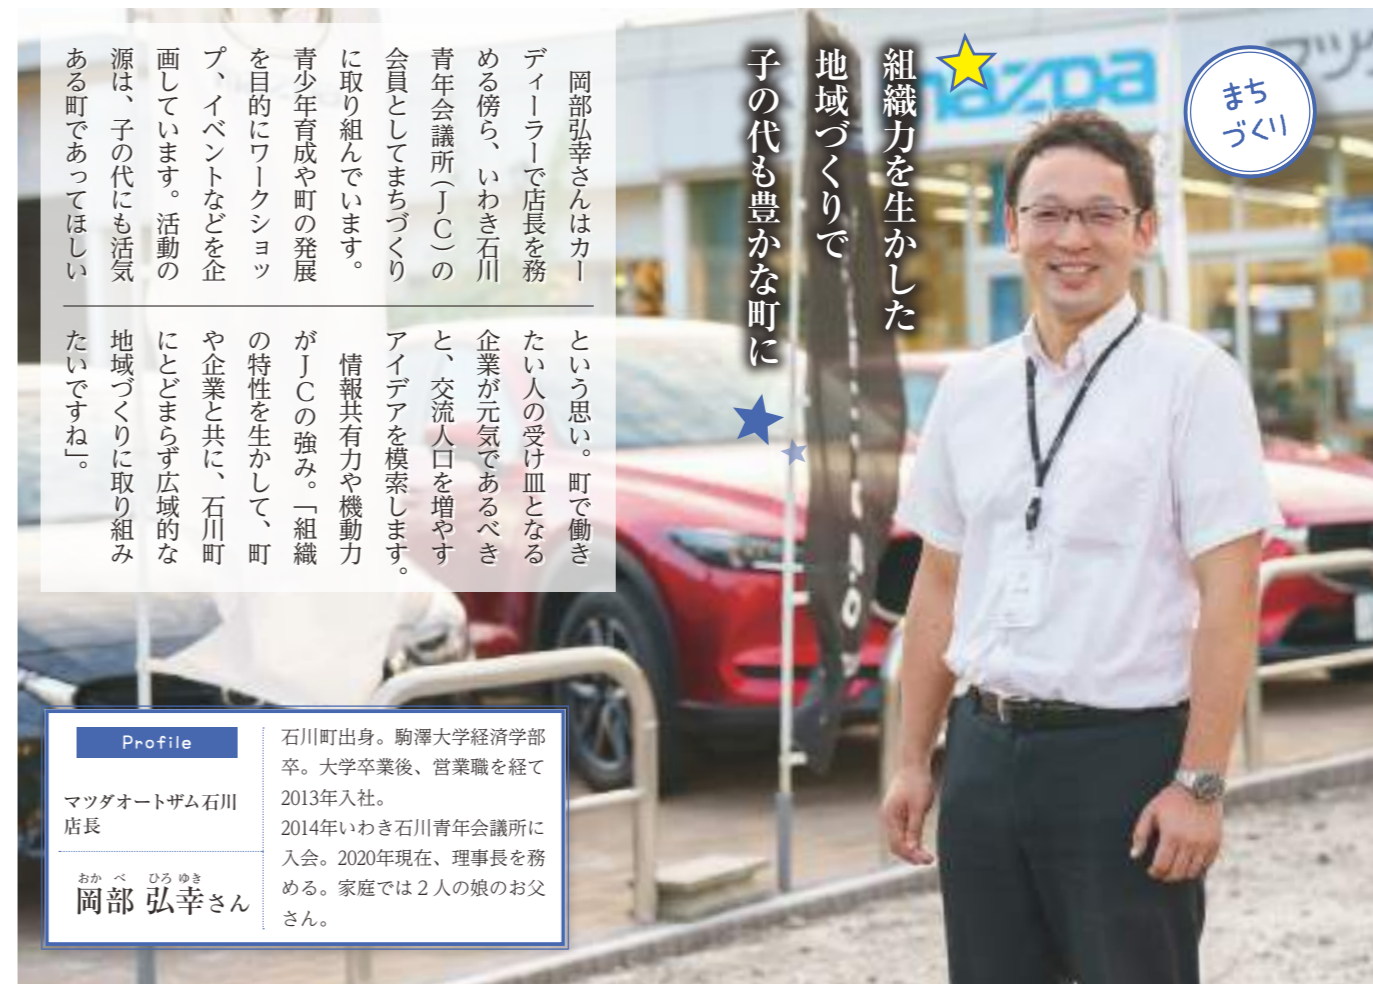 まち
づくり
mazda
マツダ
組織力を生かした
地域づくりで
子の代も豊かな町に
岡部弘幸さんはカー
ディーラーで店長を務
める傍ら、いわき石川
青年会議所(JC)の
会員としてまちづくり
に取り組んでいます。
青少年育成や町の発展
を目的にワークショッ
プ、イベントなどを企
画しています。活動の
源は、子の代にも活気
ある町であってほしい
という思い。町で働き
たい人の受け皿となる
企業が元気であるべき
と、交流人口を増やす
アイデアを模索します。
情報共有力や機動力
がJCの強み。「組織
の特性を生かして、町
や企業と共に、石川町
にとどまらず広域的な
地域づくりに取り組み
たいですね」。
Profile
マツダオートザム石川
店長
おかべ ひろゆき
岡部 弘幸さん
石川町出身。駒澤大学経済学部
卒。大学卒業後、営業職を経て
2013年入社。
2014年いわき石川青年会議所に
入会。2020年現在、理事長を務
める。家庭では2人の娘のお父
さん。